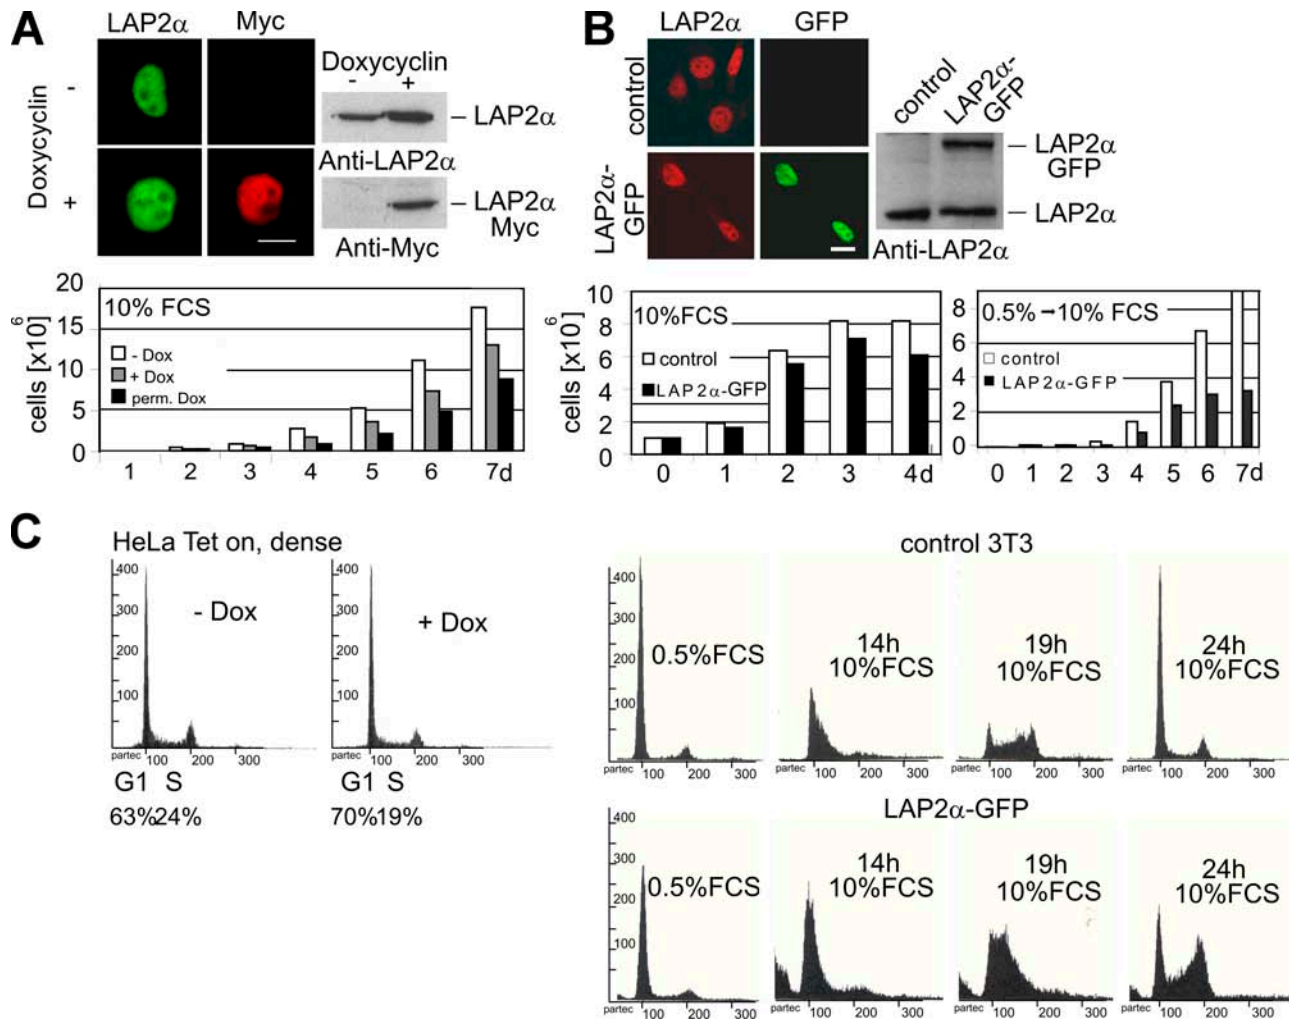 A
LAP2α Myc
Doxycyclin
-
+
Doxycyclin
- +
LAP2α
Anti-LAP2α
LAP2α
Myc
Anti-Myc
20
15
10
5
0
cells [x10⁶]
10% FCS
- Dox
+ Dox
perm. Dox
1 2 3 4 5 6 7d
B
LAP2α GFP
control
LAP2α-
GFP
control
LAP2α-
GFP
LAP2α
GFP
LAP2α
Anti-LAP2α
10
8
6
4
2
0
cells [x10⁶]
10%FCS
control
LAP2α-GFP
0 1 2 3 4d
8
6
4
2
0
0.5%→10% FCS
control
LAP2α-GFP
0 1 2 3 4 5 6 7d
C
HeLa Tet on, dense
400
300
200
100
- Dox
partec 100 200 300
G1 S
63% 24%
400
300
200
100
+ Dox
partec 100 200 300
G1 S
70% 19%
control 3T3
400
300
200
100
0.5%FCS
partec 100 200 300
14h
10%FCS
partec 100 200 300
19h
10%FCS
partec 100 200 300
24h
10%FCS
partec 100 200 300
LAP2α-GFP
400
300
200
100
0.5%FCS
partec 100 200 300
14h
10%FCS
partec 100 200 300
19h
10%FCS
partec 100 200 300
24h
10%FCS
partec 100 200 300